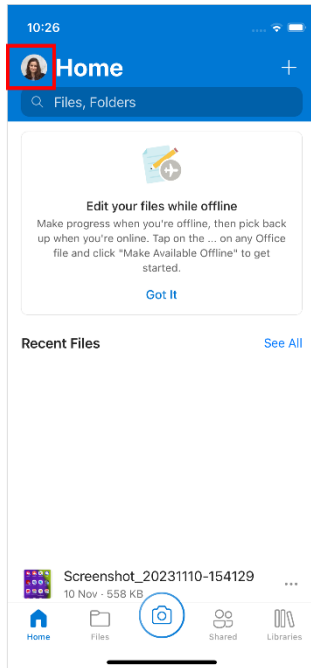 10:26
Home
Files, Folders
Edit your files while offline
Make progress when you're offline, then pick back
up when you're online. Tap on the ... on any Office
file and click "Make Available Offline" to get
started.
Got It
Recent Files See All
Screenshot_20231110-154129
10 Nov - 558 KB
Home Files Shared Libraries